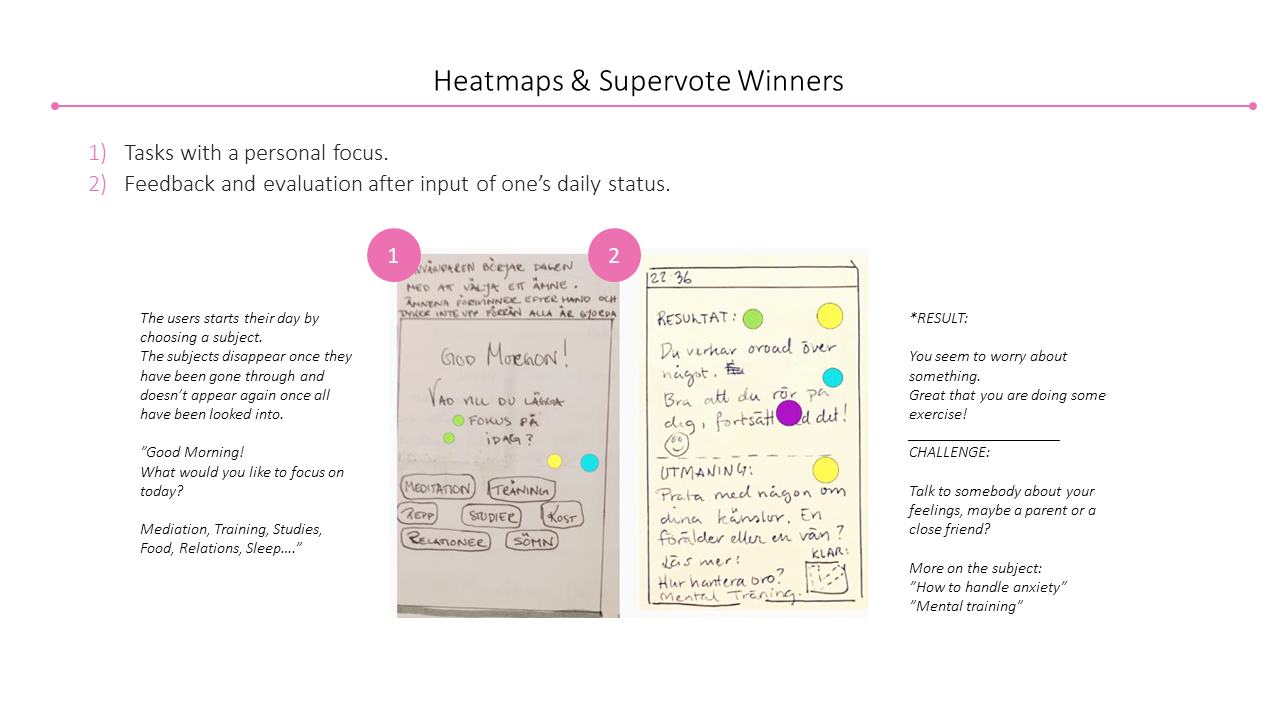 Heatmaps & Supervote Winners
1) Tasks with a personal focus.
2) Feedback and evaluation after input of one’s daily status.
The users starts their day by
choosing a subject.
The subjects disappear once they
have been gone through and
doesn’t appear again once all
have been looked into.
”Good Morning!
What would you like to focus on
today?
Mediation, Training, Studies,
Food, Relations, Sleep….”
1
ANVÄNDAREN BÖRJAR DAGEN
MED ATT VÄLJA ETT ÄMNE.
ÄMNENA FÖRSVINNER EFTER HAND OCH
DYKER INTE UPP FÖRRÄN ALLA ÄR GJORDA
GOD MORGON!
VAD VILL DU LÄGGA
FOKUS PÅ
IDAG?
MEDITATION TRÄNING
PEPP STUDIER KOST
RELATIONER SÖMN
2
22:36
RESULTAT:
Du verkar oroad över
något.
Bra att du rör på
dig, fortsätt med det!
UTMANING:
Prata med någon om
dina känslor. En
förälder eller en vän?
KLAR:
Läs mer:
Hur hantera oro?
Mental Träning.
*RESULT:
You seem to worry about
something.
Great that you are doing some
exercise!
CHALLENGE:
Talk to somebody about your
feelings, maybe a parent or a
close friend?
More on the subject:
”How to handle anxiety”
”Mental training”